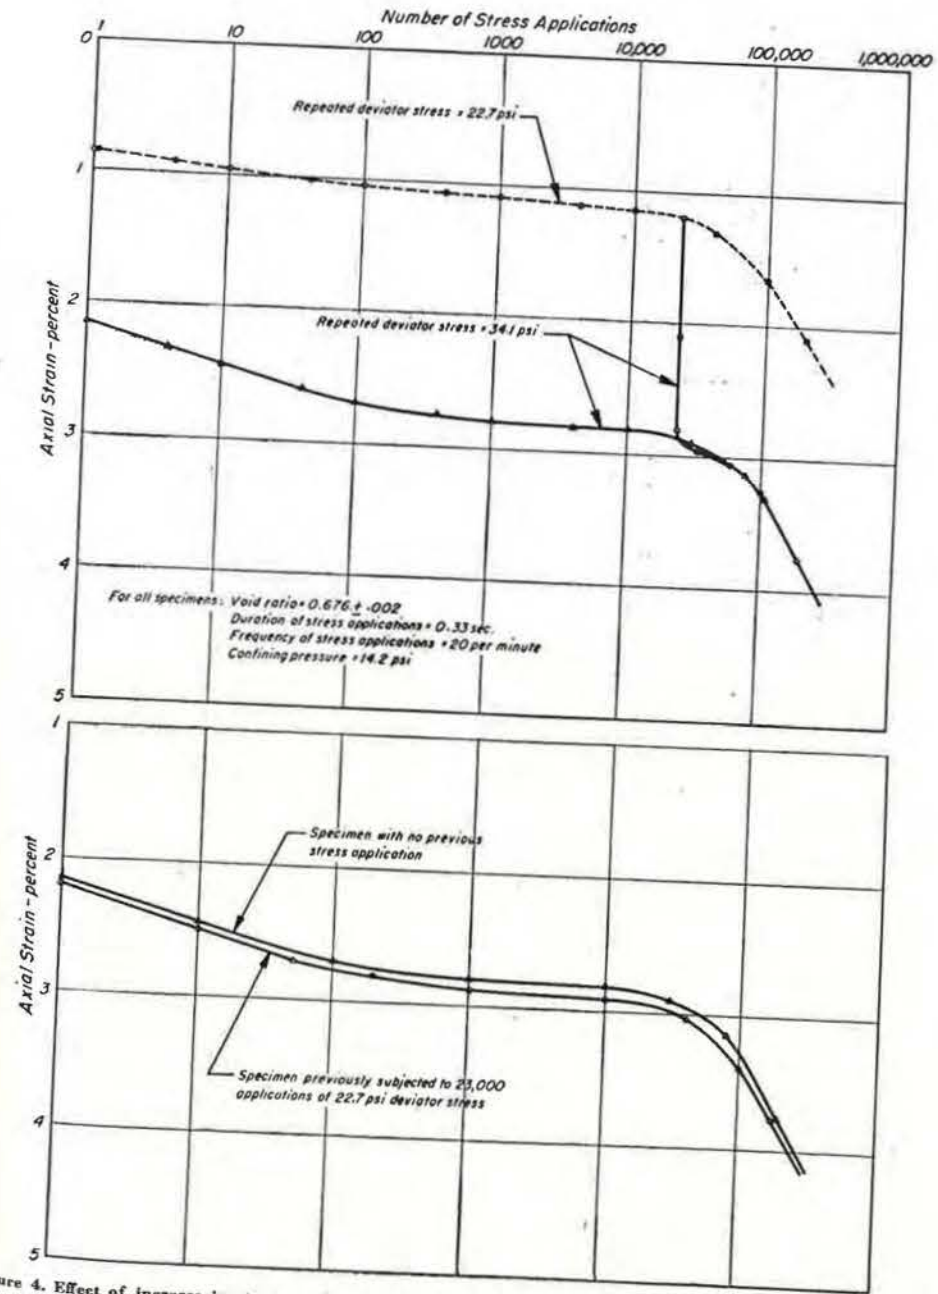 Number of Stress Applications
0 1 10 100 1000 10,000 100,000 1,000,000
Repeated deviator stress = 22.7 psi
1
Axial Strain - percent
2
Repeated deviator stress = 34.1 psi
3
4
For all specimens: Void ratio = 0.676 ± .002
Duration of stress applications = 0.33 sec.
Frequency of stress applications = 20 per minute
Confining pressure = 14.2 psi
5
1
Specimen with no previous
stress application
Axial Strain - percent
2
3
Specimen previously subjected to 23,000
applications of 22.7 psi deviator stress
4
5
ure 4. Effect of increase